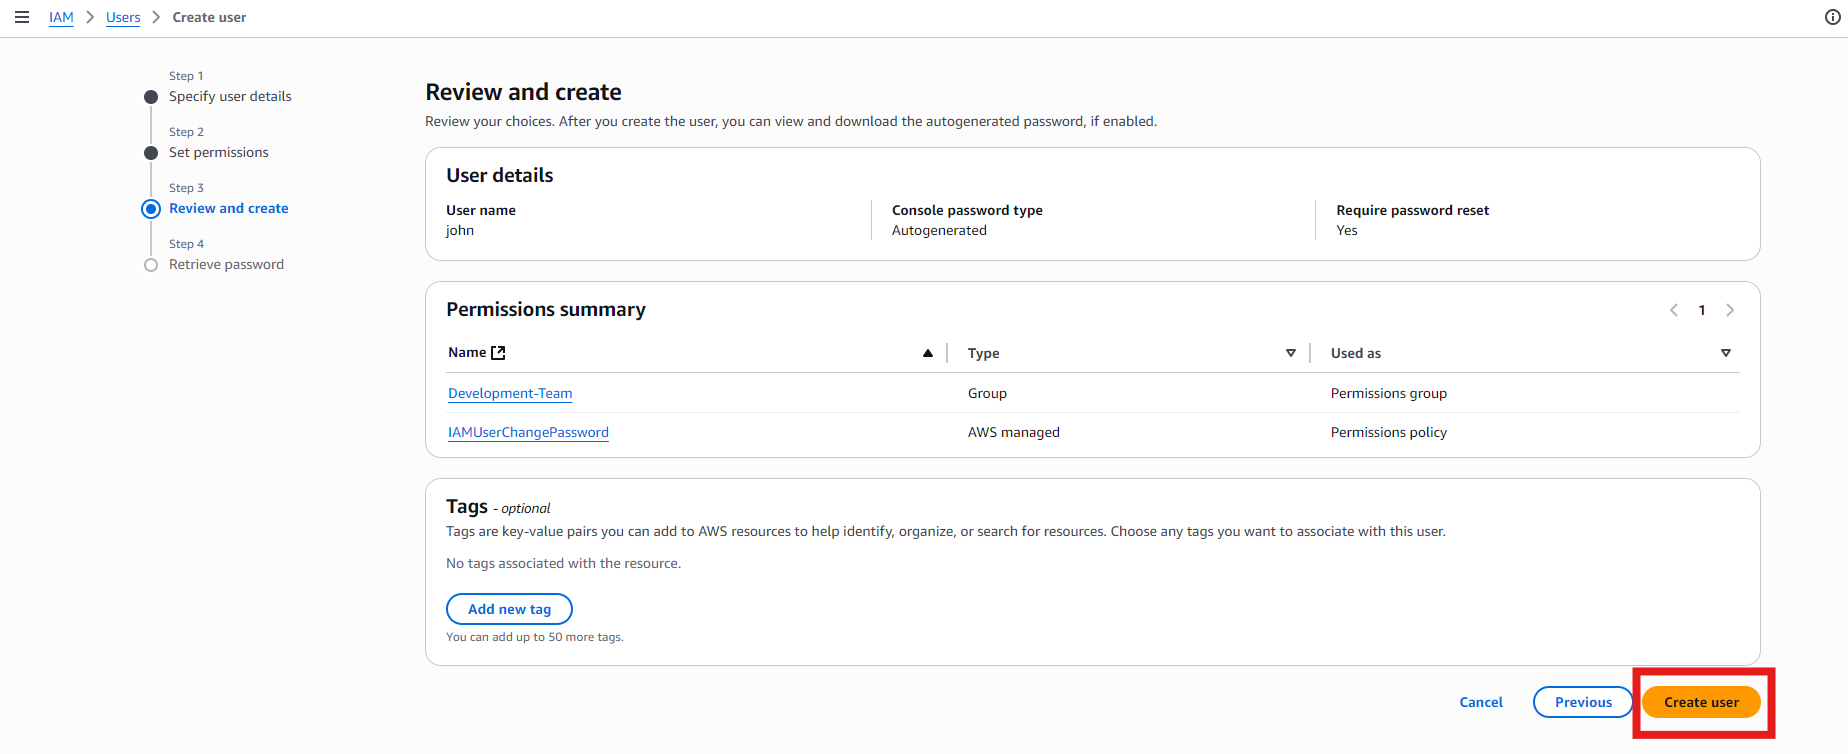 IAM > Users > Create user
Step 1
Specify user details
Step 2
Set permissions
Step 3
Review and create
Step 4
Retrieve password
Review and create
Review your choices. After you create the user, you can view and download the autogenerated password, if enabled.
User details
User name
john
Console password type
Autogenerated
Require password reset
Yes
Permissions summary
1
Name Type Used as
Development-Team Group Permissions group
IAMUserChangePassword AWS managed Permissions policy
Tags - optional
Tags are key-value pairs you can add to AWS resources to help identify, organize, or search for resources. Choose any tags you want to associate with this user.
No tags associated with the resource.
Add new tag
You can add up to 50 more tags.
Cancel Previous Create user